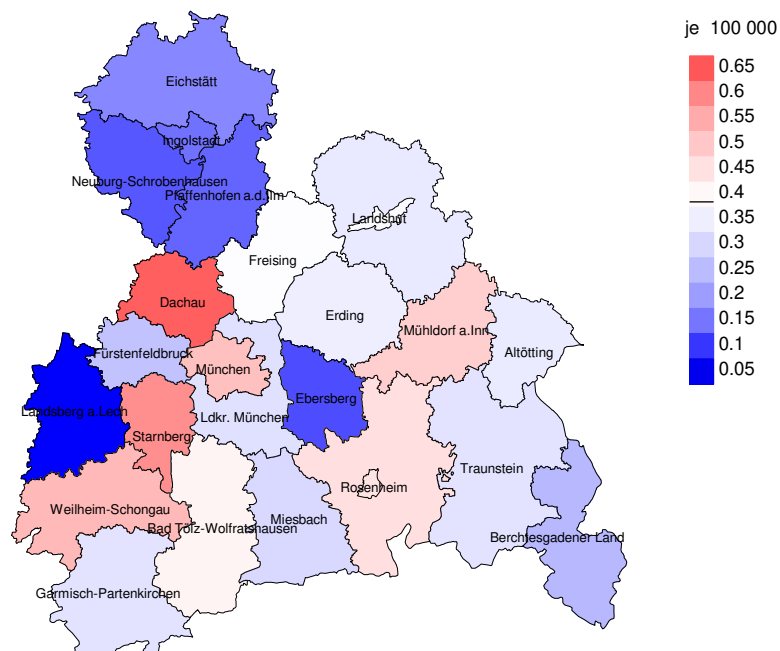 je 100 000
0.65
0.6
0.55
0.5
0.45
0.4
0.35
0.3
0.25
0.2
0.15
0.1
0.05
Eichstätt
Ingolstadt
Neuburg-Schrobenhausen
Pfaffenhofen a.d.Ilm
Landshut
Freising
Dachau
Erding
Mühldorf a.Inn
Altötting
Fürstenfeldbruck
München
Ebersberg
Landsberg a.Lech
Ldkr. München
Starnberg
Traunstein
Rosenheim
Weilheim-Schongau
Miesbach
Bad Tölz-Wolfratshausen
Berchtesgadener Land
Garmisch-Partenkirchen